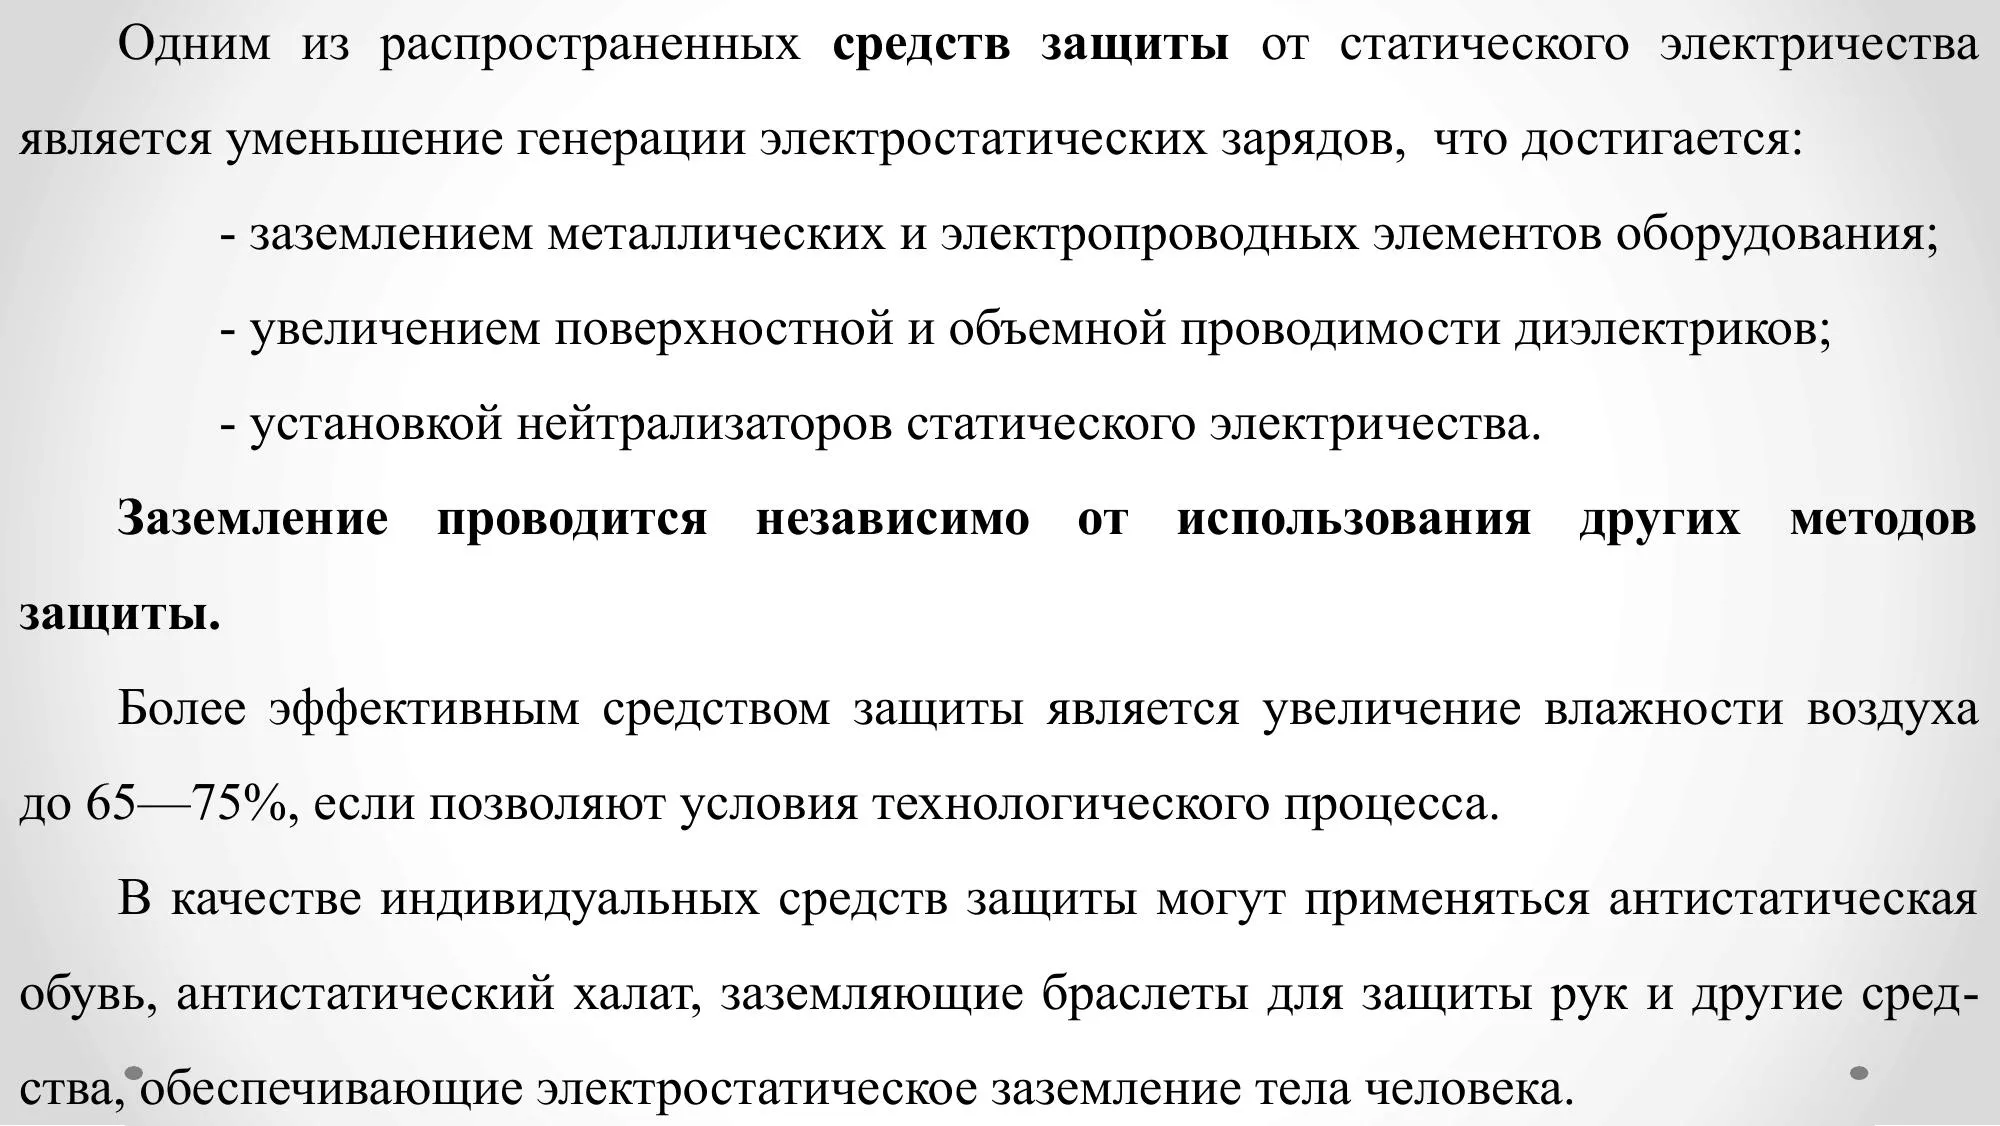 Одним из распространенных средств защиты от статического электричества
является уменьшение генерации электростатических зарядов, что достигается:
- заземлением металлических и электропроводных элементов оборудования;
- увеличением поверхностной и объемной проводимости диэлектриков;
- установкой нейтрализаторов статического электричества.
Заземление проводится независимо от использования других методов
защиты.
Более эффективным средством защиты является увеличение влажности воздуха
до 65—75%, если позволяют условия технологического процесса.
В качестве индивидуальных средств защиты могут применяться антистатическая
обувь, антистатический халат, заземляющие браслеты для защиты рук и другие сред-
ства, обеспечивающие электростатическое заземление тела человека.